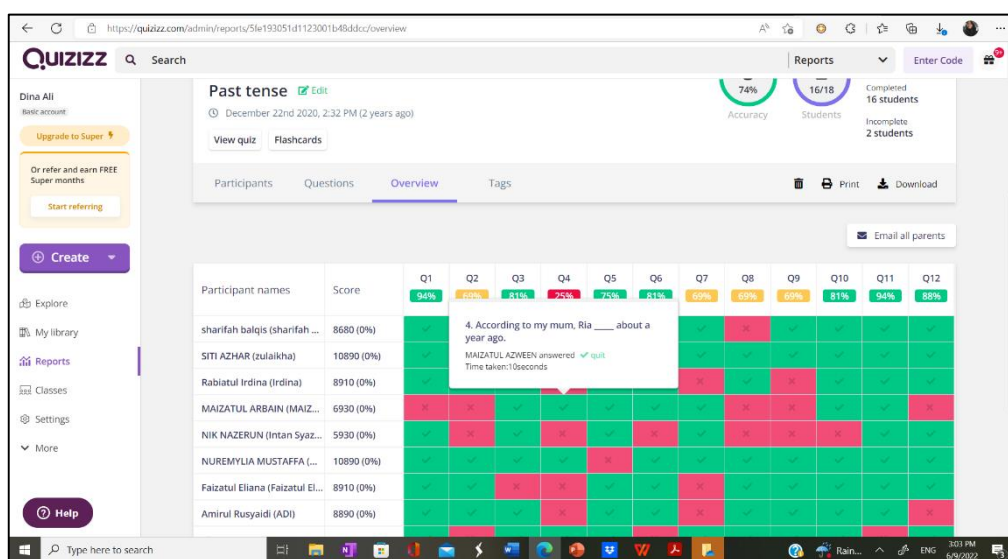 https://quizizz.com/admin/reports/5fe193051d1123001b48ddcc/overview
QUIZIZZ Search Reports Enter Code 9+
Dina Ali
Basic account
Upgrade to Super
Or refer and earn FREE
Super months
Start referring
Create
Explore
My library
Reports
Classes
Settings
More
Help
Past tense Edit
December 22nd 2020, 2:32 PM (2 years ago)
View quiz Flashcards
74%
Accuracy
16/18
Students
Completed
16 students
Incomplete
2 students
Participants Questions Overview Tags Print Download
Email all parents
Participant names Score Q1 Q2 Q3 Q4 Q5 Q6 Q7 Q8 Q9 Q10 Q11 Q12
94% 69% 81% 25% 75% 81% 69% 69% 69% 81% 94% 88%
4. According to my mum, Ria ____ about a
year ago.
MAIZATUL AZWEEN answered quit
Time taken:10seconds
sharifah balqis (sharifah ... 8680 (0%)
SITI AZHAR (zulaikha) 10890 (0%)
Rabiatul Irdina (Irdina) 8910 (0%)
MAIZATUL ARBAIN (MAIZ... 6930 (0%)
NIK NAZERUN (Intan Syaz... 5930 (0%)
NUREMYLIA MUSTAFFA (... 10890 (0%)
Faizatul Eliana (Faizatul El... 8910 (0%)
Amirul Rusyaidi (ADI) 8890 (0%)
Type here to search Rain... ENG 3:03 PM
6/9/2022